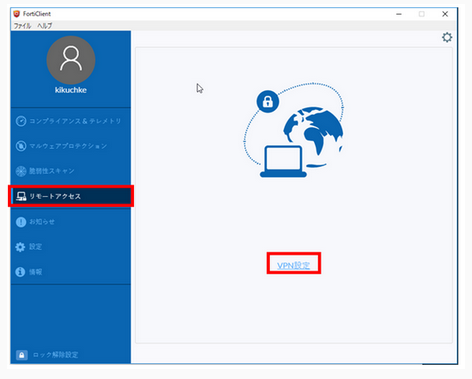 FortiClient
ファイル ヘルプ
kikuchke
コンプライアンス & テレメトリ
マルウェアプロテクション
脆弱性スキャン
リモートアクセス
お知らせ
設定
情報
ロック解除設定
VPN設定